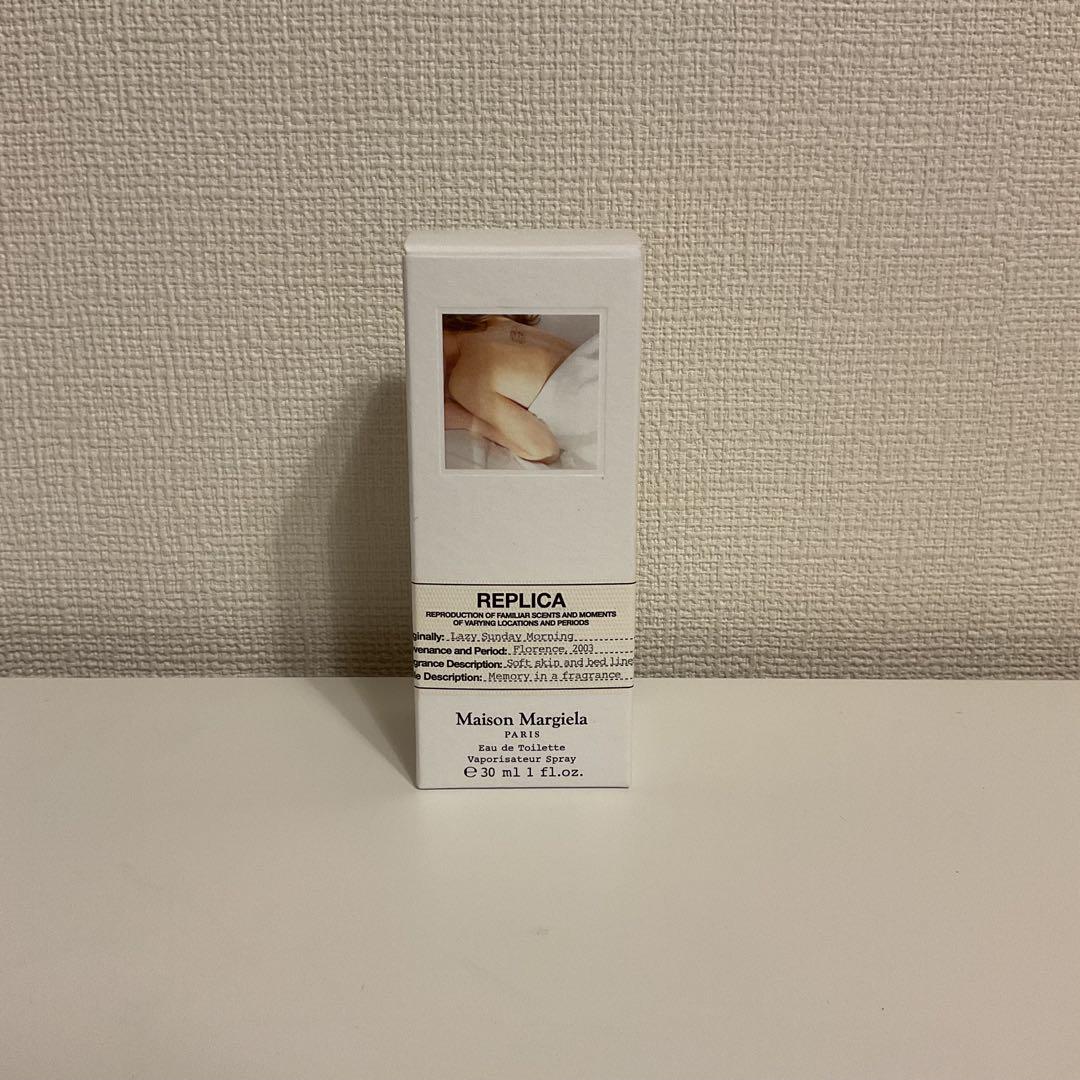 REPLICA
REPRODUCTION OF FAMILIAR SCENTS AND MOMENTS
OF VARYING LOCATIONS AND PERIODS
ginally: Lazy Sunday Morning
venance and Period: Florence, 2003
grance Description: Soft skin and bed line
e Description: Memory in a fragrance
Maison Margiela
PARIS
Eau de Toilette
Vaporisateur Spray
℮ 30 ml 1 fl.oz.